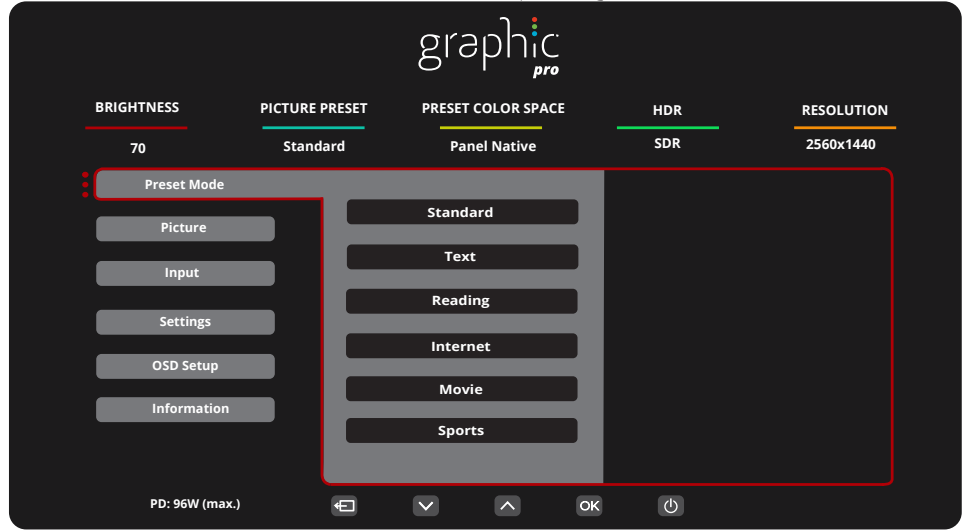 graphic
pro
BRIGHTNESS PICTURE PRESET PRESET COLOR SPACE HDR RESOLUTION
70 Standard Panel Native SDR 2560x1440
Preset Mode
Standard
Picture
Text
Input
Reading
Settings
Internet
OSD Setup
Movie
Information
Sports
PD: 96W (max.) OK